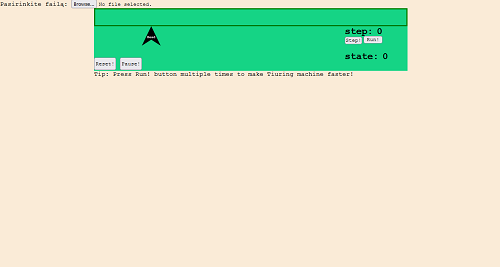 Pasirinkite failą: Browse... No file selected.
step: 0
Step! Run!
state: 0
Reset! Pause!
Tip: Press Run! button multiple times to make Tiuring machine faster!